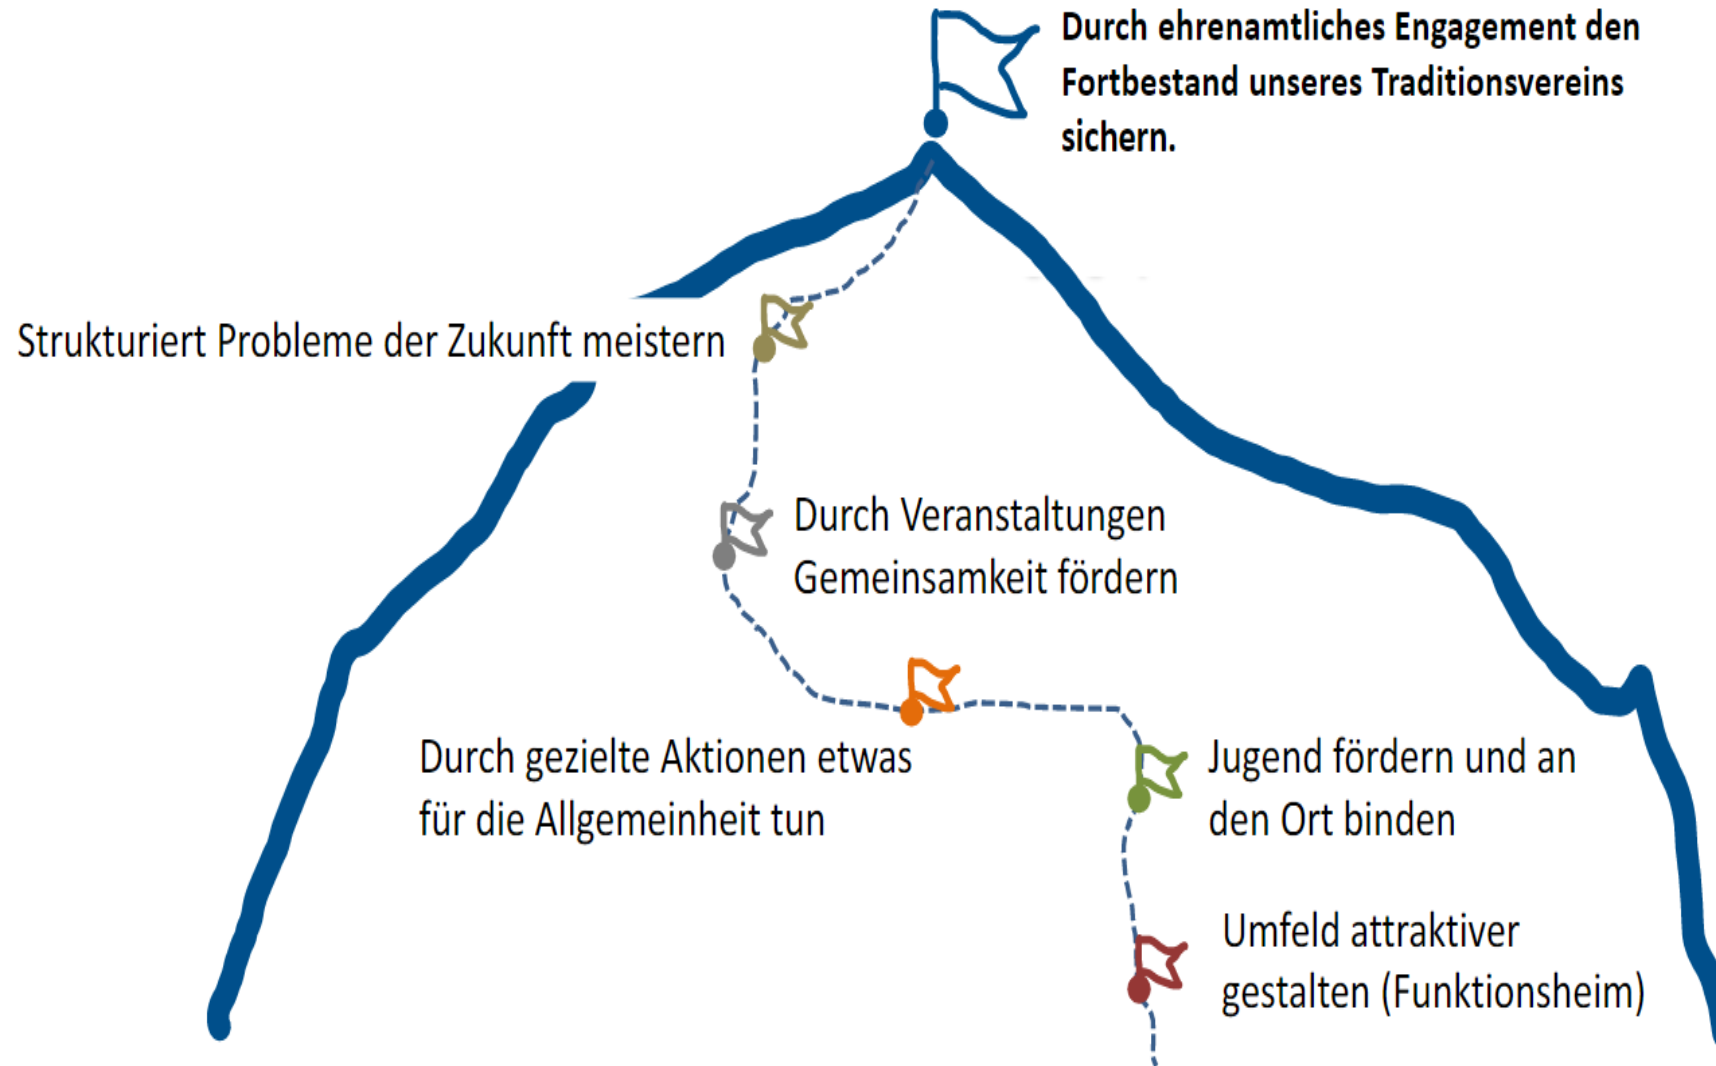 Durch ehrenamtliches Engagement den
Fortbestand unseres Traditionsvereins
sichern.
Strukturiert Probleme der Zukunft meistern
Durch Veranstaltungen
Gemeinsamkeit fördern
Durch gezielte Aktionen etwas
für die Allgemeinheit tun
Jugend fördern und an
den Ort binden
Umfeld attraktiver
gestalten (Funktionsheim)